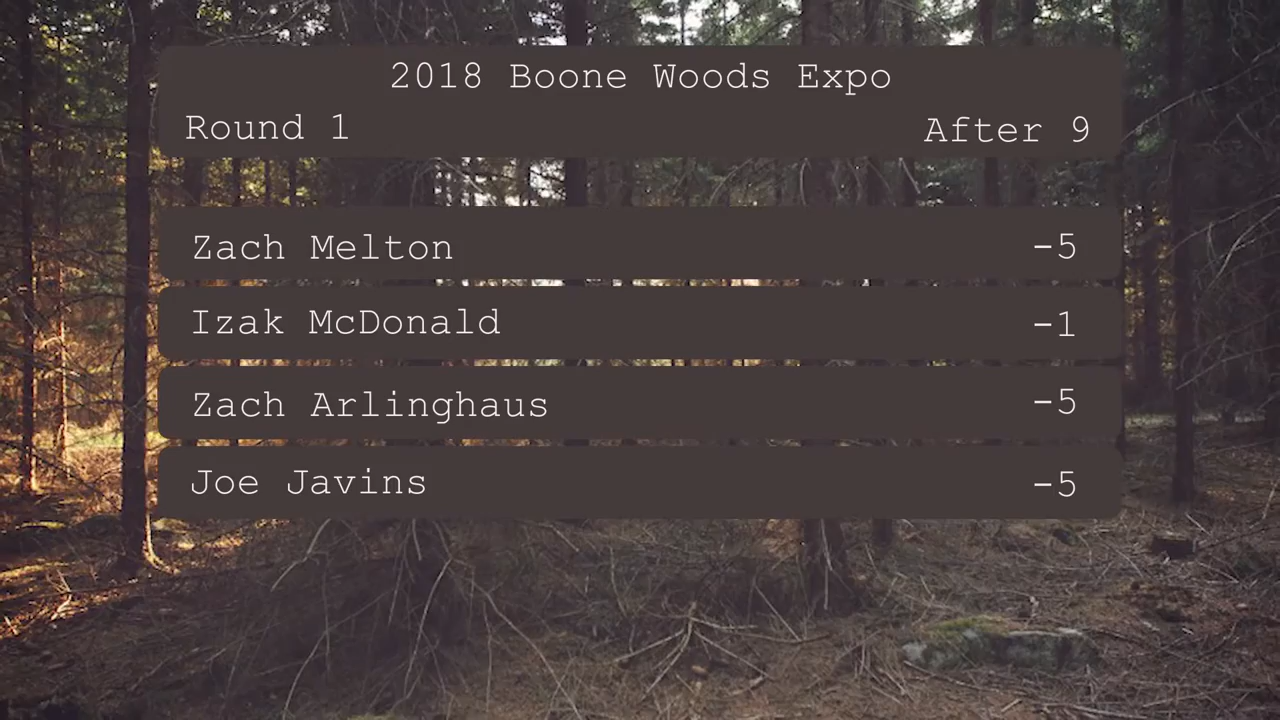 2018 Boone Woods Expo
Round 1 After 9
Zach Melton -5
Izak McDonald -1
Zach Arlinghaus -5
Joe Javins -5